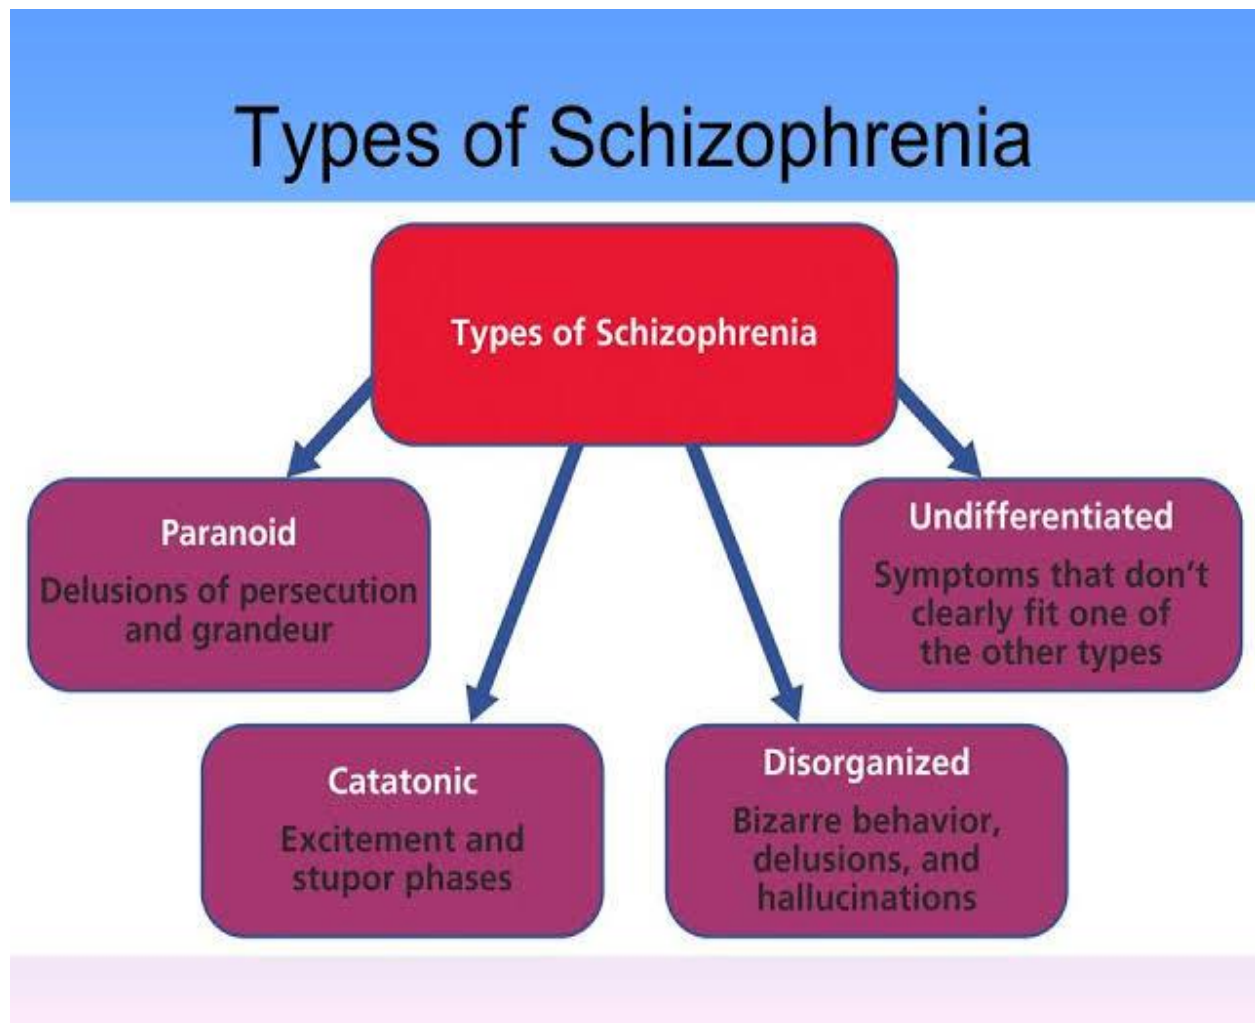 Types of Schizophrenia
Types of Schizophrenia
Paranoid
Delusions of persecution
and grandeur
Undifferentiated
Symptoms that don't
clearly fit one of
the other types
Catatonic
Excitement and
stupor phases
Disorganized
Bizarre behavior,
delusions, and
hallucinations